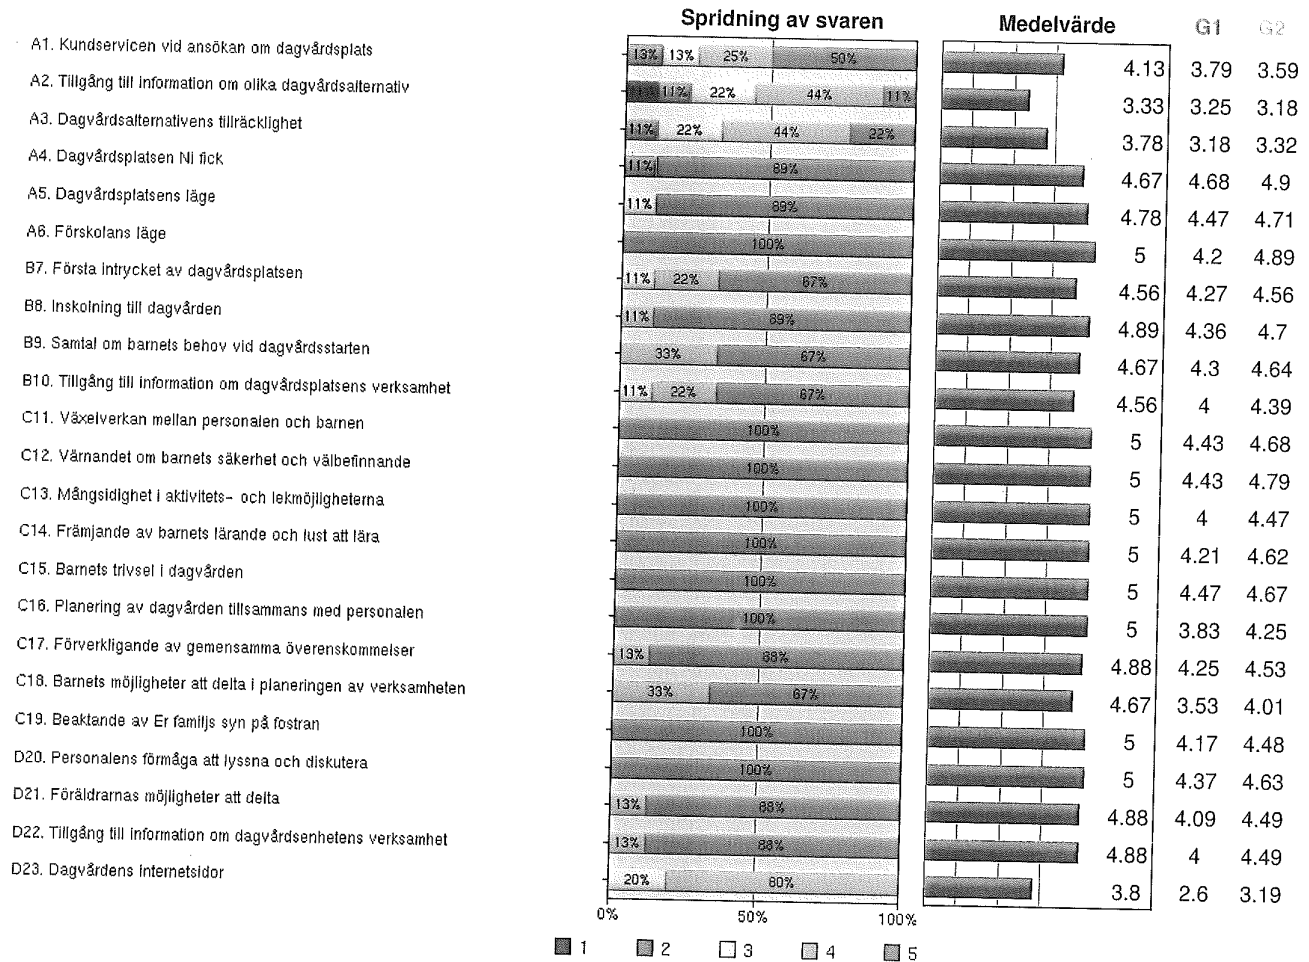 Spridning av svaren Medelvärde G1 G2
A1. Kundservicen vid ansökan om dagvårdsplats 13% 13% 25% 50% 4.13 3.79 3.59
A2. Tillgång till information om olika dagvårdsalternativ 11% 11% 22% 44% 11% 3.33 3.25 3.18
A3. Dagvårdsalternativens tillräcklighet 11% 22% 44% 22% 3.78 3.18 3.32
A4. Dagvårdsplatsen Ni fick 11% 89% 4.67 4.68 4.9
A5. Dagvårdsplatsens läge 11% 89% 4.78 4.47 4.71
A6. Förskolans läge 100% 5 4.2 4.89
B7. Första intrycket av dagvårdsplatsen 11% 22% 67% 4.56 4.27 4.56
B8. Inskolning till dagvården 11% 89% 4.89 4.36 4.7
B9. Samtal om barnets behov vid dagvårdsstarten 33% 67% 4.67 4.3 4.64
B10. Tillgång till information om dagvårdsplatsens verksamhet 11% 22% 67% 4.56 4 4.39
C11. Växelverkan mellan personalen och barnen 100% 5 4.43 4.68
C12. Värnandet om barnets säkerhet och välbefinnande 100% 5 4.43 4.79
C13. Mångsidighet i aktivitets- och lekmöjligheterna 100% 5 4 4.47
C14. Främjande av barnets lärande och lust att lära 100% 5 4.21 4.62
C15. Barnets trivsel i dagvården 100% 5 4.47 4.67
C16. Planering av dagvården tillsammans med personalen 100% 5 3.83 4.25
C17. Förverkligande av gemensamma överenskommelser 13% 88% 4.88 4.25 4.53
C18. Barnets möjligheter att delta i planeringen av verksamheten 33% 67% 4.67 3.53 4.01
C19. Beaktande av Er familjs syn på fostran 100% 5 4.17 4.48
D20. Personalens förmåga att lyssna och diskutera 100% 5 4.37 4.63
D21. Föräldrarnas möjligheter att delta 13% 88% 4.88 4.09 4.49
D22. Tillgång till information om dagvårdsenhetens verksamhet 13% 88% 4.88 4 4.49
D23. Dagvårdens internetsidor 20% 80% 3.8 2.6 3.19
0% 50% 100%
1 2 3 4 5